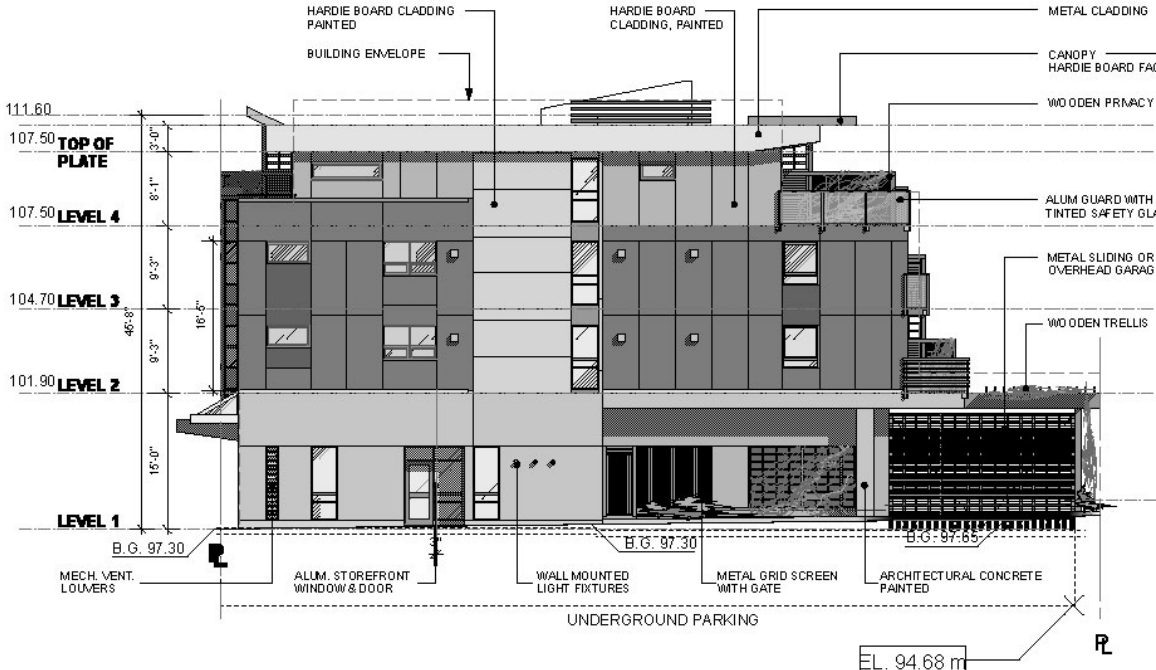 HARDIE BOARD CLADDING
PAINTED
HARDIE BOARD
CLADDING, PAINTED
METAL CLADDING
BUILDING ENVELOPE
CANOPY
HARDIE BOARD FAC
WOODEN PRIVACY
111.60
107.50 TOP OF
PLATE
3'-0"
8'-1"
107.50 LEVEL 4
ALUM GUARD WITH
TINTED SAFETY GLA
METAL SLIDING OR
OVERHEAD GARAG
9'-3"
104.70 LEVEL 3
45'-8"
16'-5"
WOODEN TRELLIS
9'-3"
101.90 LEVEL 2
15'-0"
LEVEL 1
B.G. 97.30
B.G. 97.30
B.G. 97.65
3"
PL
MECH. VENT.
LOUVERS
ALUM. STOREFRONT
WINDOW & DOOR
WALL MOUNTED
LIGHT FIXTURES
METAL GRID SCREEN
WITH GATE
ARCHITECTURAL CONCRETE
PAINTED
UNDERGROUND PARKING
PL
EL. 94.68 m